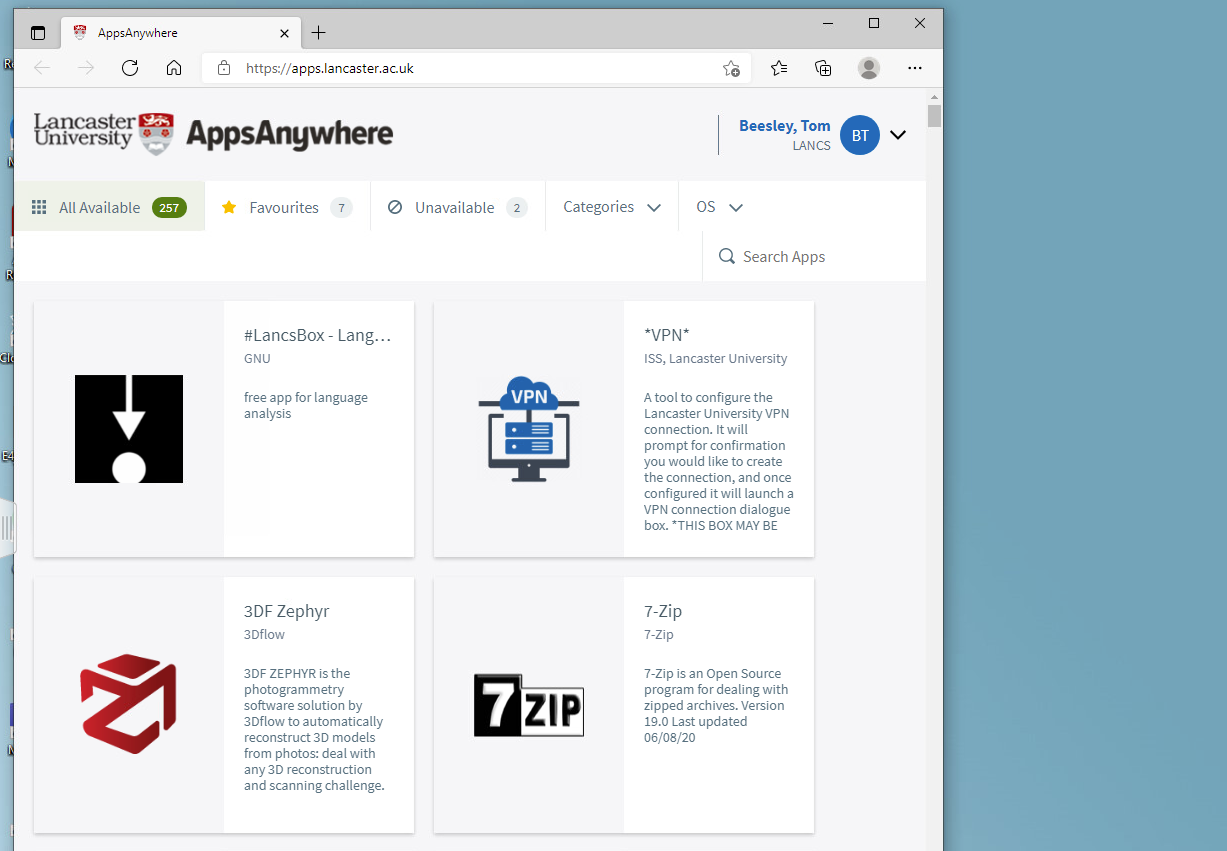 AppsAnywhere
https://apps.lancaster.ac.uk
Lancaster
University
AppsAnywhere
Beesley, Tom
LANCS
BT
All Available 257
Favourites 7
Unavailable 2
Categories
OS
Search Apps
#LancsBox - Lang…
GNU
free app for language
analysis
VPN
*VPN*
ISS, Lancaster University
A tool to configure the
Lancaster University VPN
connection. It will
prompt for confirmation
you would like to create
the connection, and once
configured it will launch a
VPN connection dialogue
box. *THIS BOX MAY BE
3DF Zephyr
3Dflow
3DF ZEPHYR is the
photogrammetry
software solution by
3Dflow to automatically
reconstruct 3D models
from photos: deal with
any 3D reconstruction
and scanning challenge.
7ZIP
7-Zip
7-Zip
7-Zip is an Open Source
program for dealing with
zipped archives. Version
19.0 Last updated
06/08/20